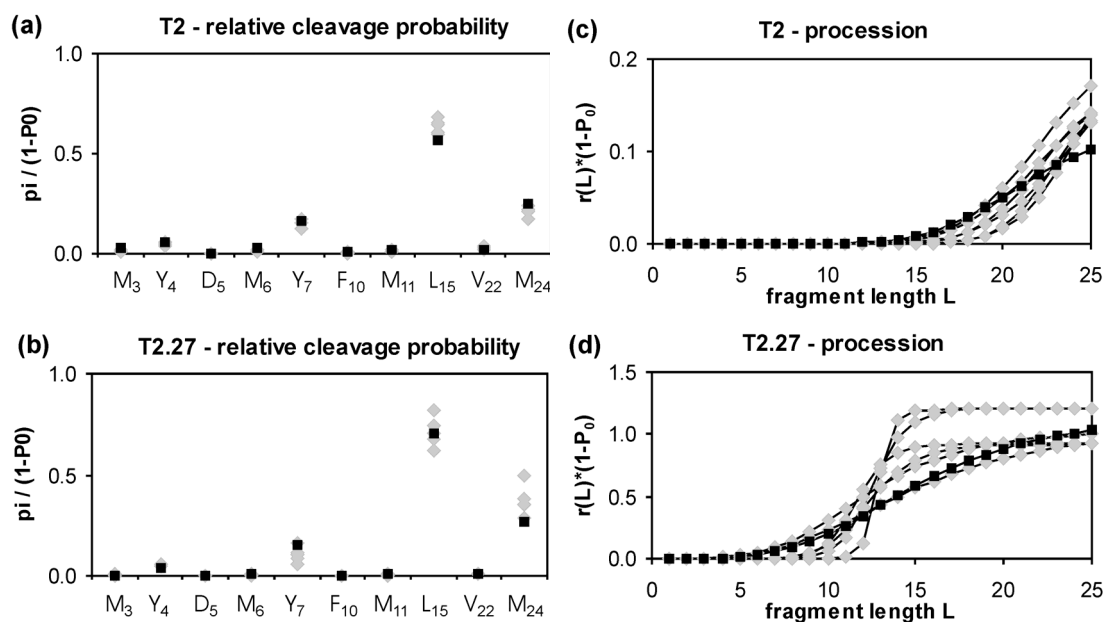 (a)
T2 - relative cleavage probability
pi / (1-P0)
1.0
0.5
0.0
M3 Y4 D5 M6 Y7 F10 M11 L15 V22 M24
(c)
T2 - procession
r(L)*(1-P0)
0.2
0.1
0.0
0 5 10 15 20 25
fragment length L
(b)
T2.27 - relative cleavage probability
pi / (1-P0)
1.0
0.5
0.0
M3 Y4 D5 M6 Y7 F10 M11 L15 V22 M24
(d)
T2.27 - procession
r(L)*(1-P0)
1.5
1.0
0.5
0.0
0 5 10 15 20 25
fragment length L